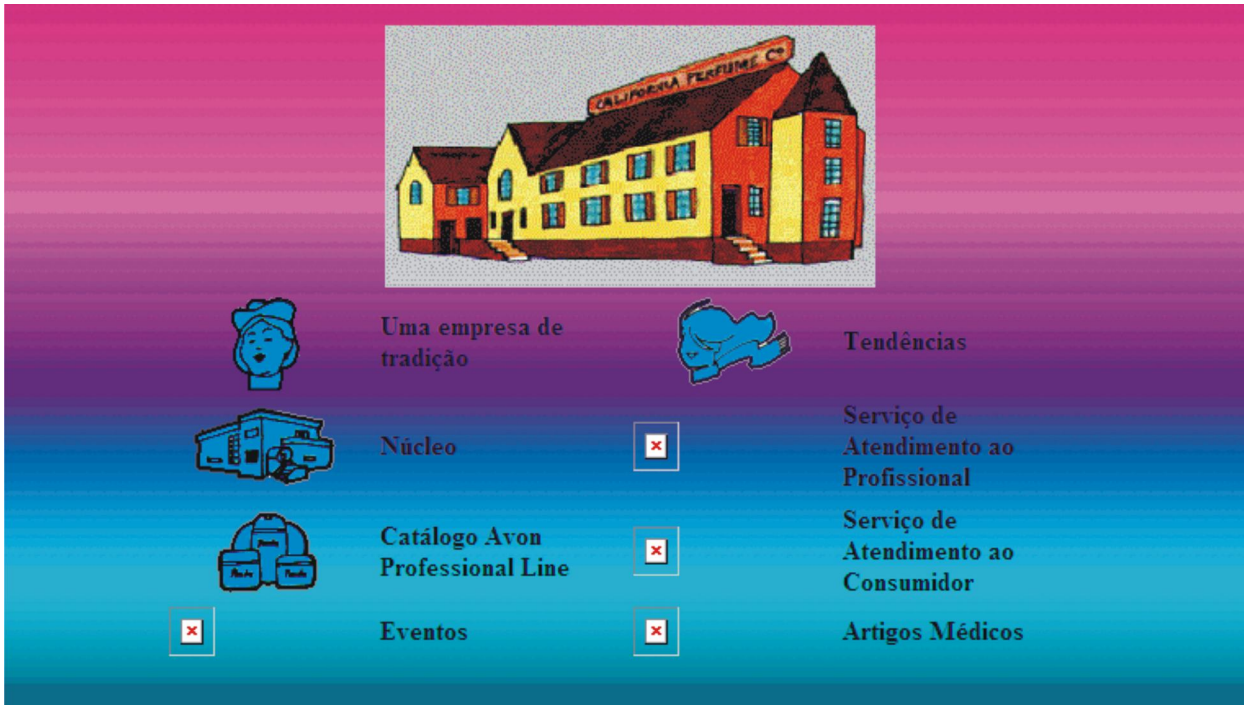 CALIFORNIA PERFUME Co
Uma empresa de
tradição
Tendências
Núcleo
Serviço de
Atendimento ao
Profissional
Catálogo Avon
Professional Line
Serviço de
Atendimento ao
Consumidor
Eventos
Artigos Médicos